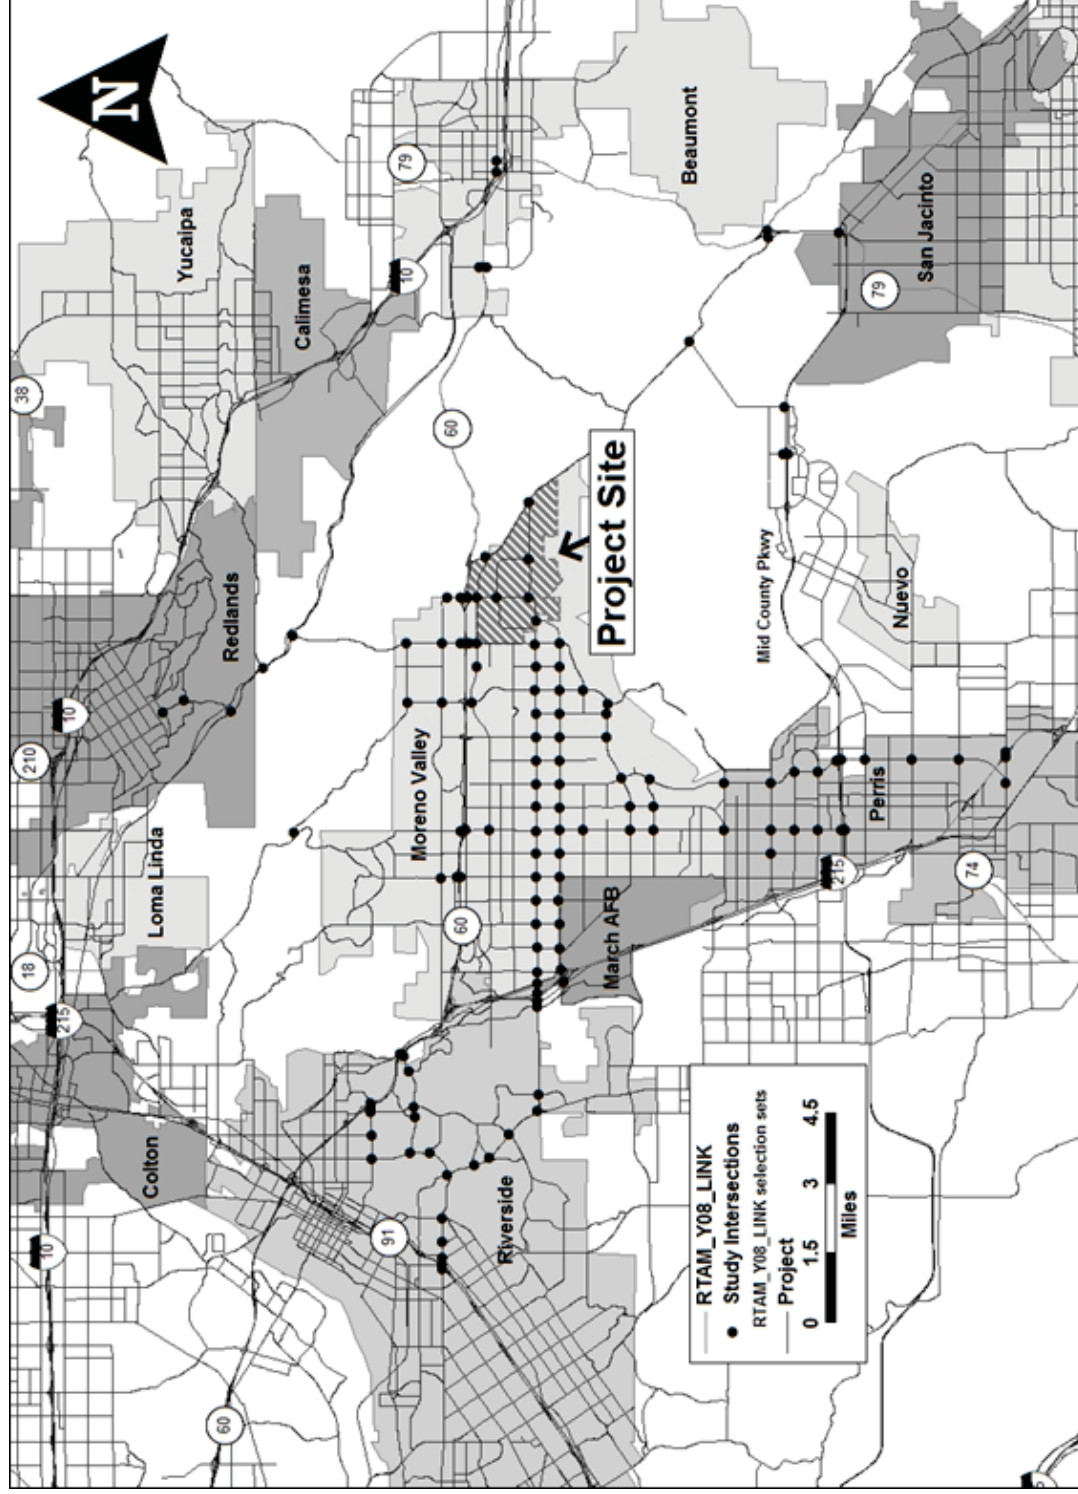 18
210
38
10
215
10
N
Colton
Loma Linda
Yucaipa
60
Redlands
Calimesa
91
10
79
Moreno Valley
60
60
Riverside
March AFB
Project Site
Beaumont
RTAM_Y08_LINK
Study Intersections
RTAM_Y08_LINK selection sets
Project
0 1.5 3 4.5
Miles
Mid County Pkwy
215
Perris
79
Nuevo
San Jacinto
74